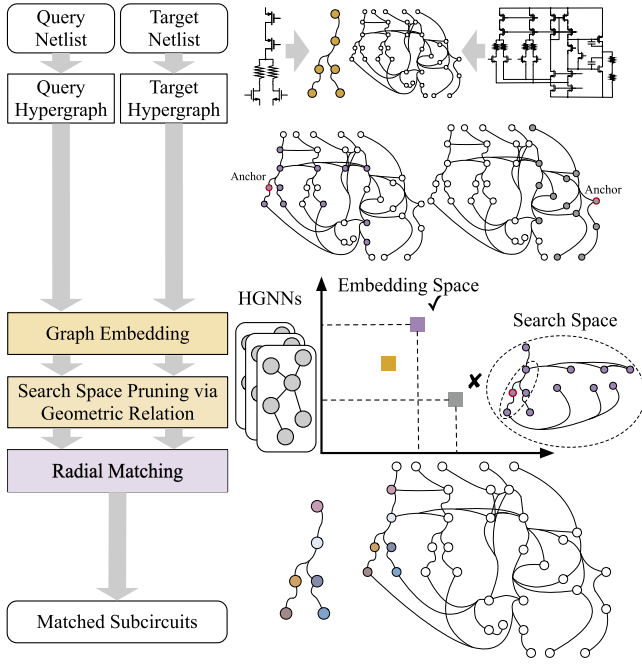 Query
Netlist
Target
Netlist
Query
Hypergraph
Target
Hypergraph
Anchor
Anchor
HGNNs
Embedding Space
✓
✘
Search Space
Graph Embedding
Search Space Pruning via
Geometric Relation
Radial Matching
Matched Subcircuits